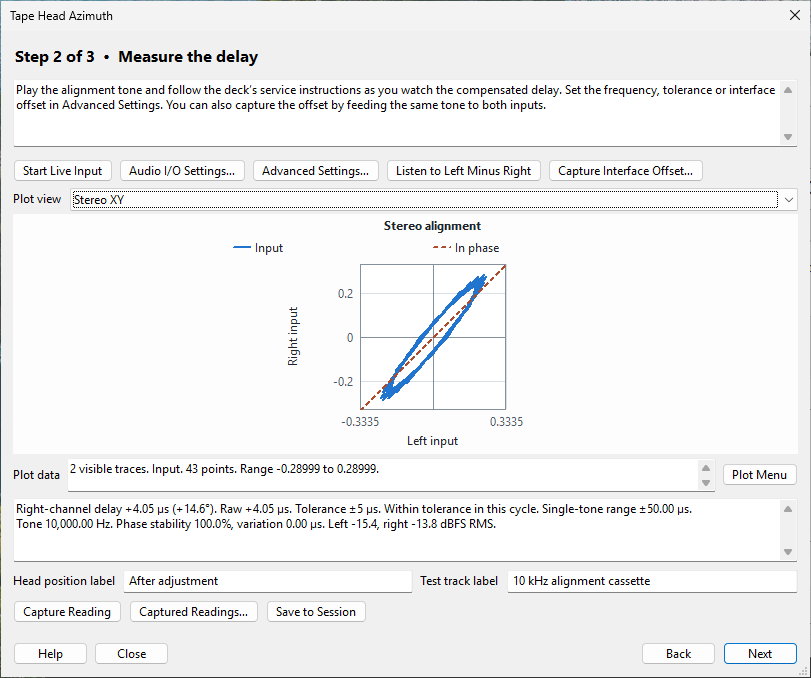 Tape Head Azimuth
Step 2 of 3 • Measure the delay
Play the alignment tone and follow the deck's service instructions as you watch the compensated delay. Set the frequency, tolerance or interface
offset in Advanced Settings. You can also capture the offset by feeding the same tone to both inputs.
Start Live Input
Audio I/O Settings...
Advanced Settings...
Listen to Left Minus Right
Capture Interface Offset...
Plot view
Stereo XY
Stereo alignment
Input
In phase
Right input
0.2
0
-0.2
-0.3335
0.3335
Left input
Plot data
2 visible traces. Input. 43 points. Range -0.28999 to 0.28999.
Plot Menu
Right-channel delay +4.05 µs (+14.6°). Raw +4.05 µs. Tolerance ±5 µs. Within tolerance in this cycle. Single-tone range ±50.00 µs.
Tone 10,000.00 Hz. Phase stability 100.0%, variation 0.00 µs. Left -15.4, right -13.8 dBFS RMS.
Head position label
After adjustment
Test track label
10 kHz alignment cassette
Capture Reading
Captured Readings...
Save to Session
Help
Close
Back
Next